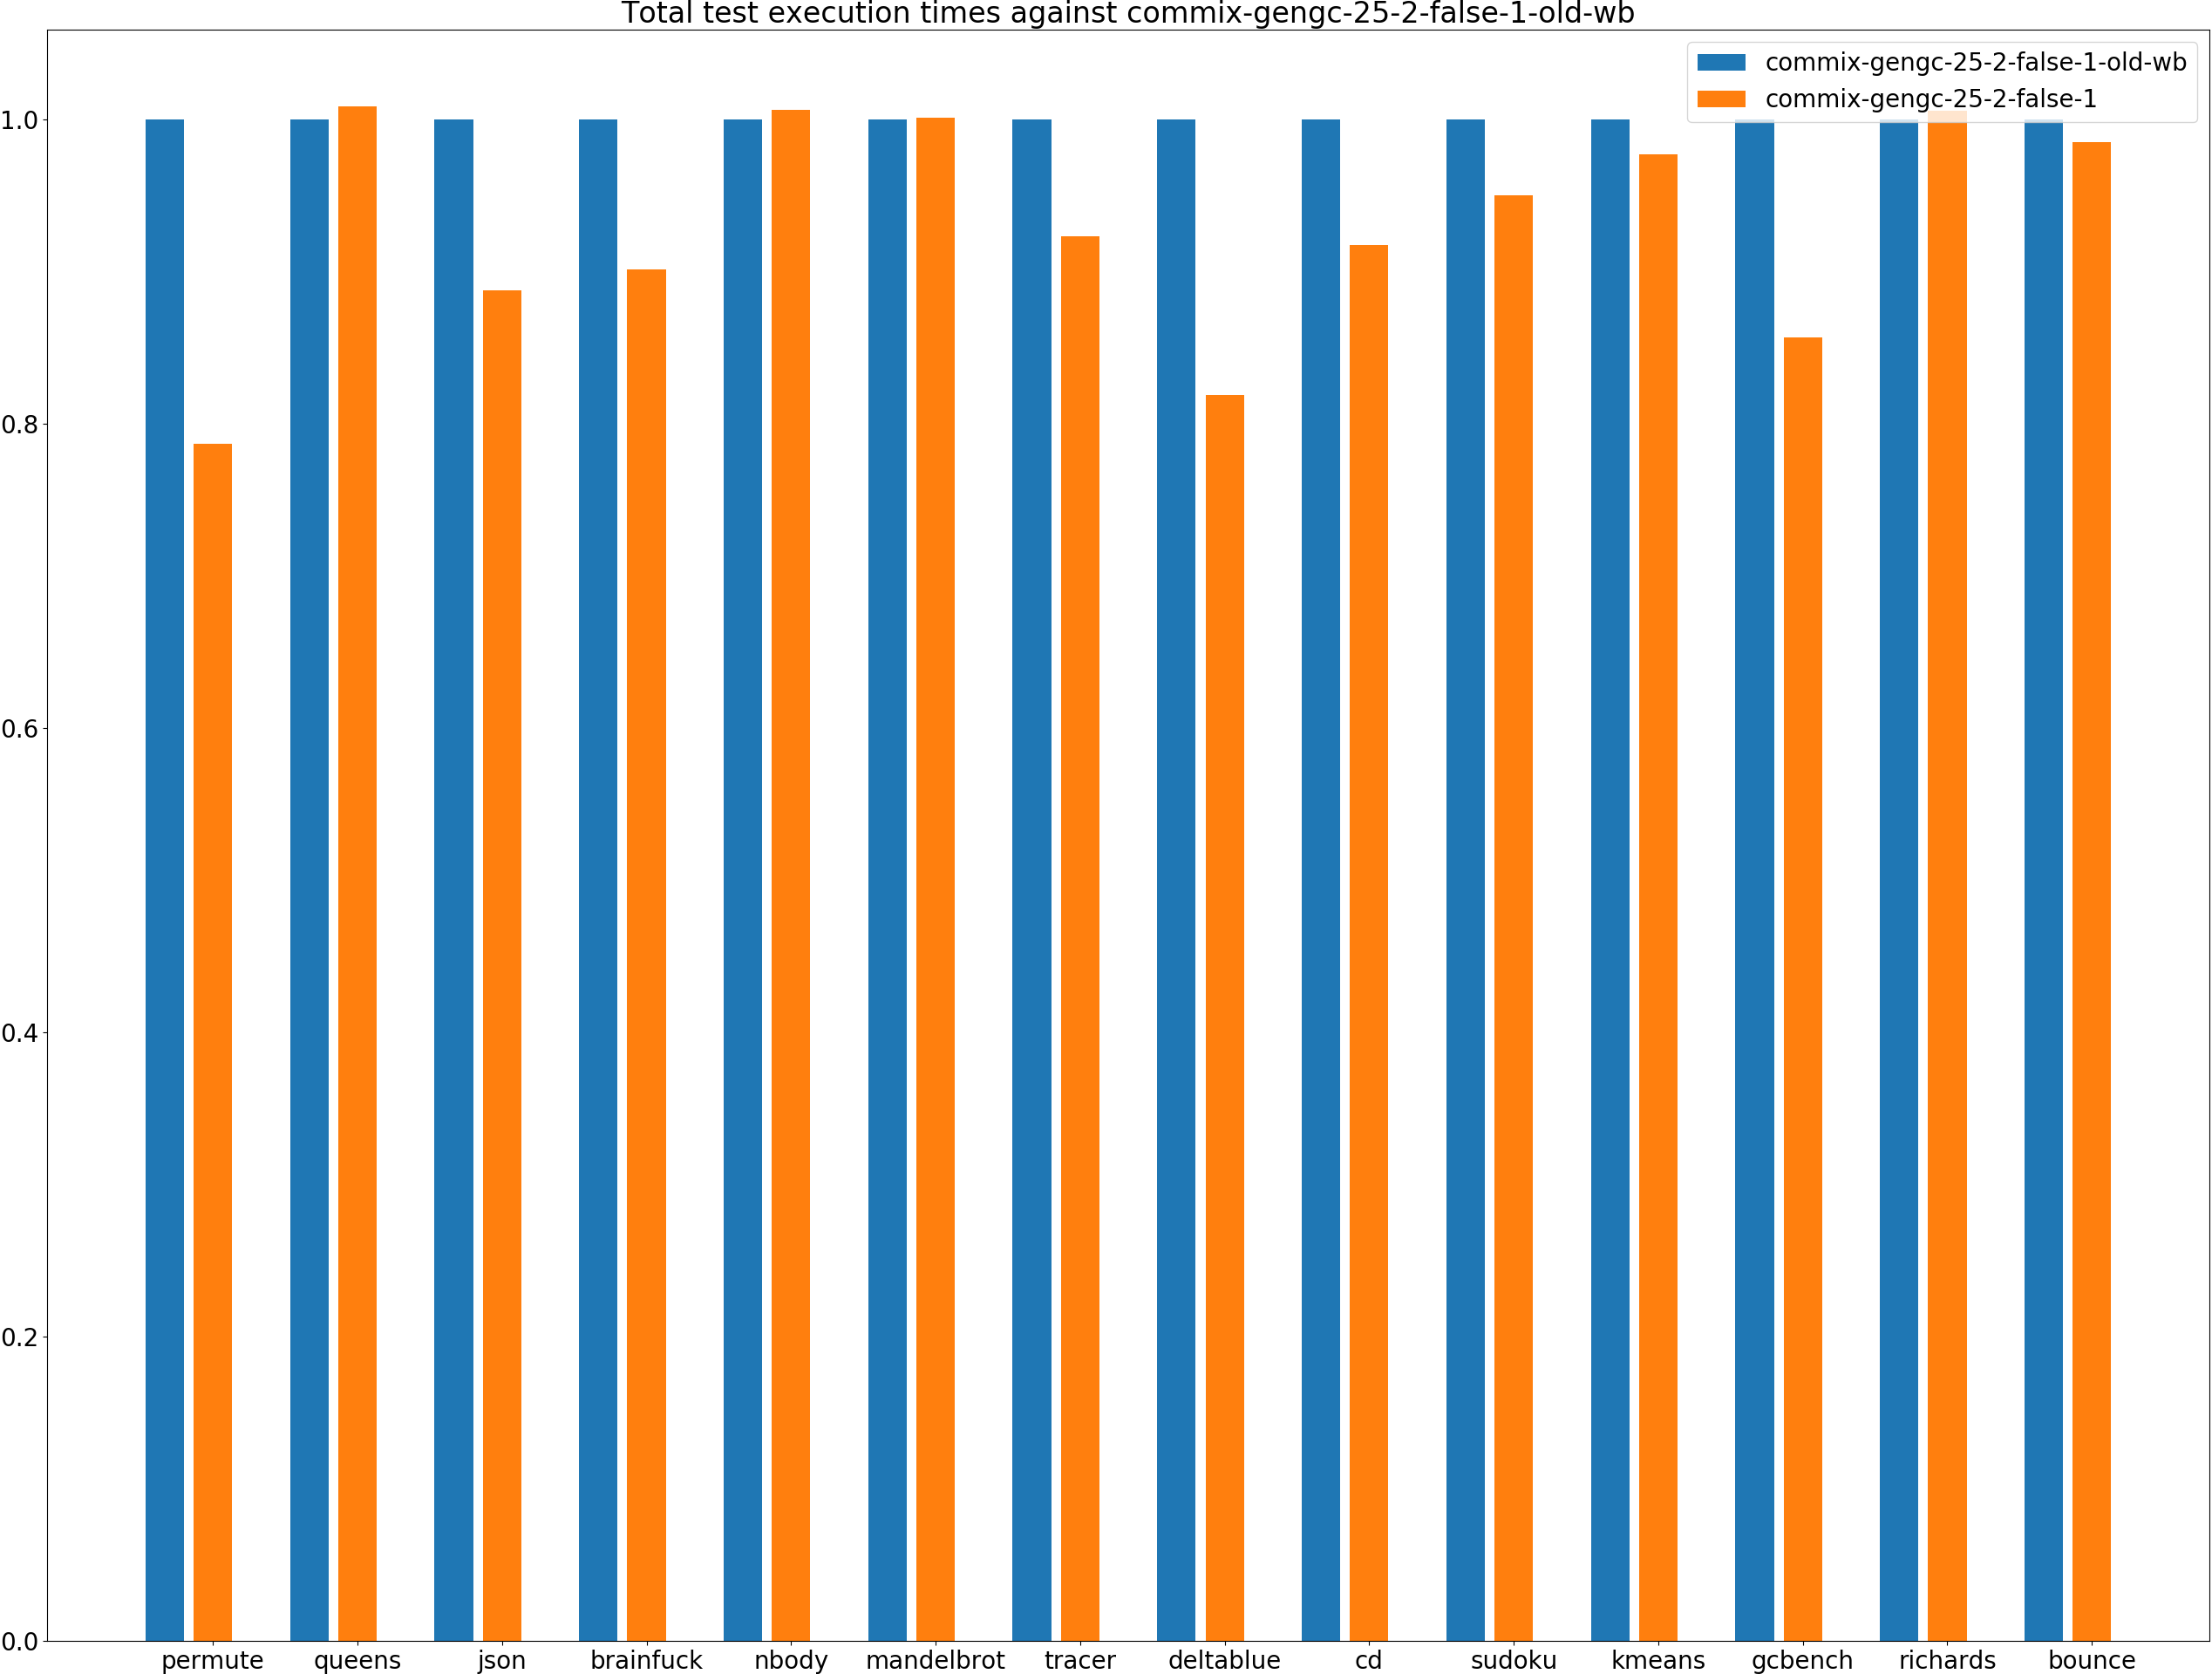 Total test execution times against commix-gengc-25-2-false-1-old-wb
commix-gengc-25-2-false-1-old-wb
commix-gengc-25-2-false-1
1.0
0.8
0.6
0.4
0.2
0.0
permute queens json brainfuck nbody mandelbrot tracer deltablue cd sudoku kmeans gcbench richards bounce